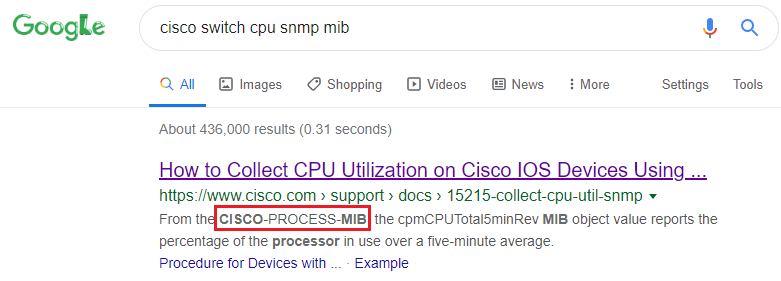 Google
cisco switch cpu snmp mib
All Images Shopping Videos News More Settings Tools
About 436,000 results (0.31 seconds)
How to Collect CPU Utilization on Cisco IOS Devices Using ...
https://www.cisco.com › support › docs › 15215-collect-cpu-util-snmp
From the CISCO-PROCESS-MIB, the cpmCPUTotal5minRev MIB object value reports the
percentage of the processor in use over a five-minute average.
Procedure for Devices with ... · Example